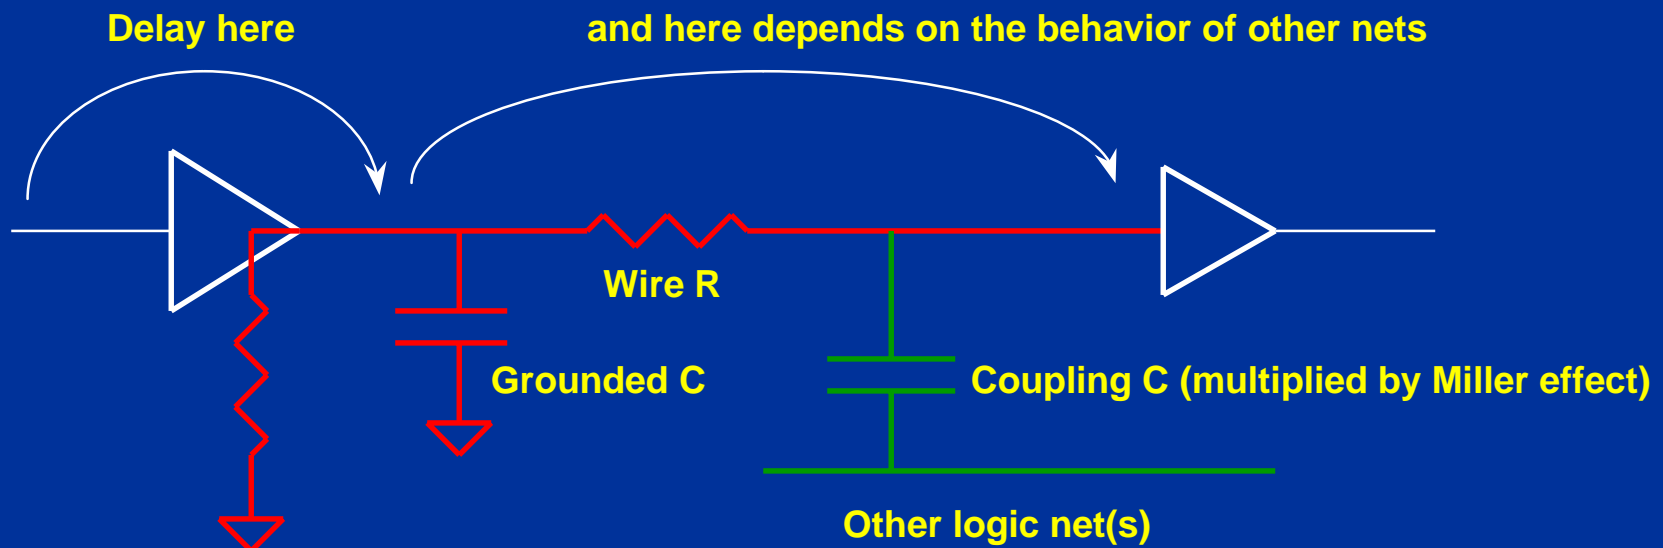 Delay here
and here depends on the behavior of other nets
Wire R
Grounded C
Coupling C (multiplied by Miller effect)
Other logic net(s)